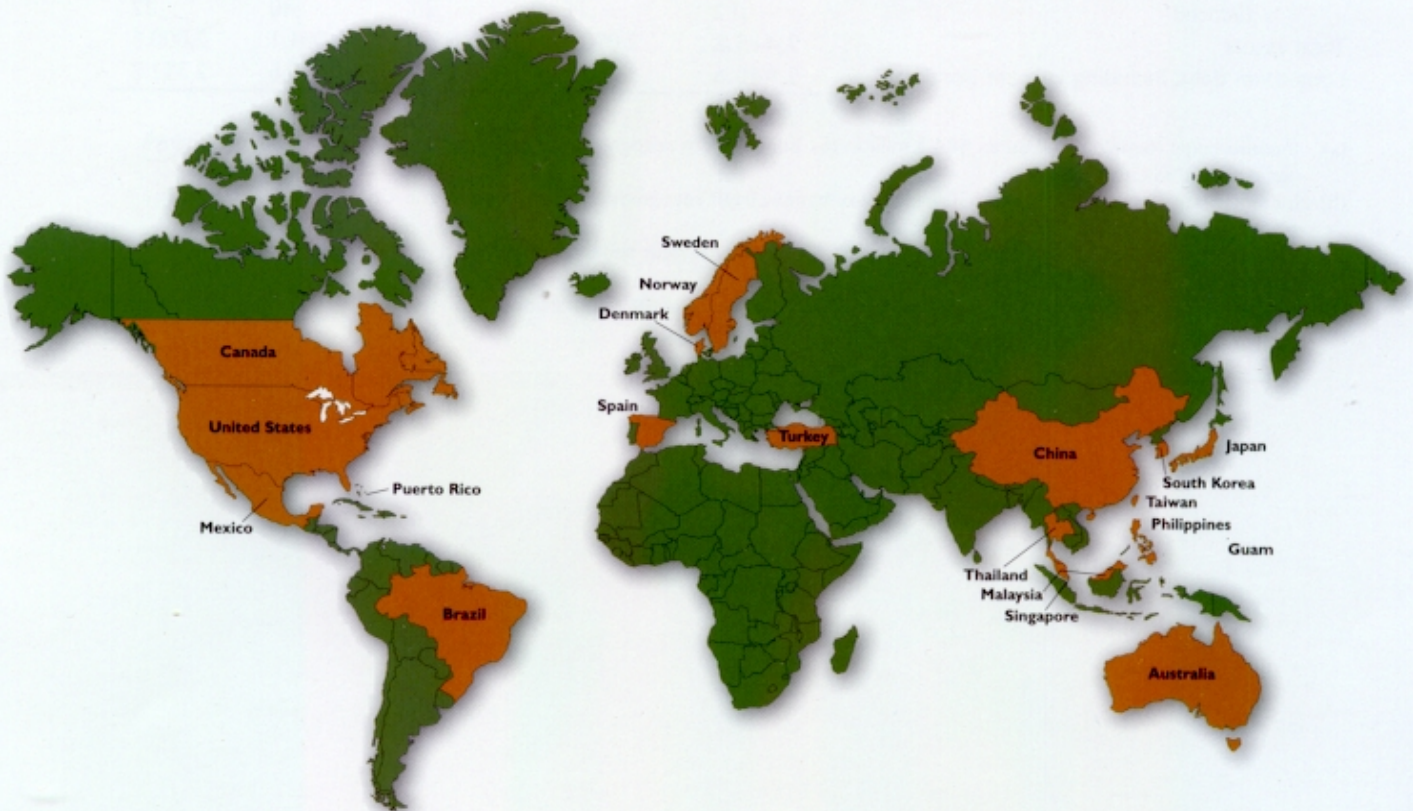 Sweden
Norway
Denmark
Canada
Spain
United States
Turkey
China
Japan
South Korea
Puerto Rico
Taiwan
Mexico
Philippines
Guam
Thailand
Malaysia
Singapore
Brazil
Australia